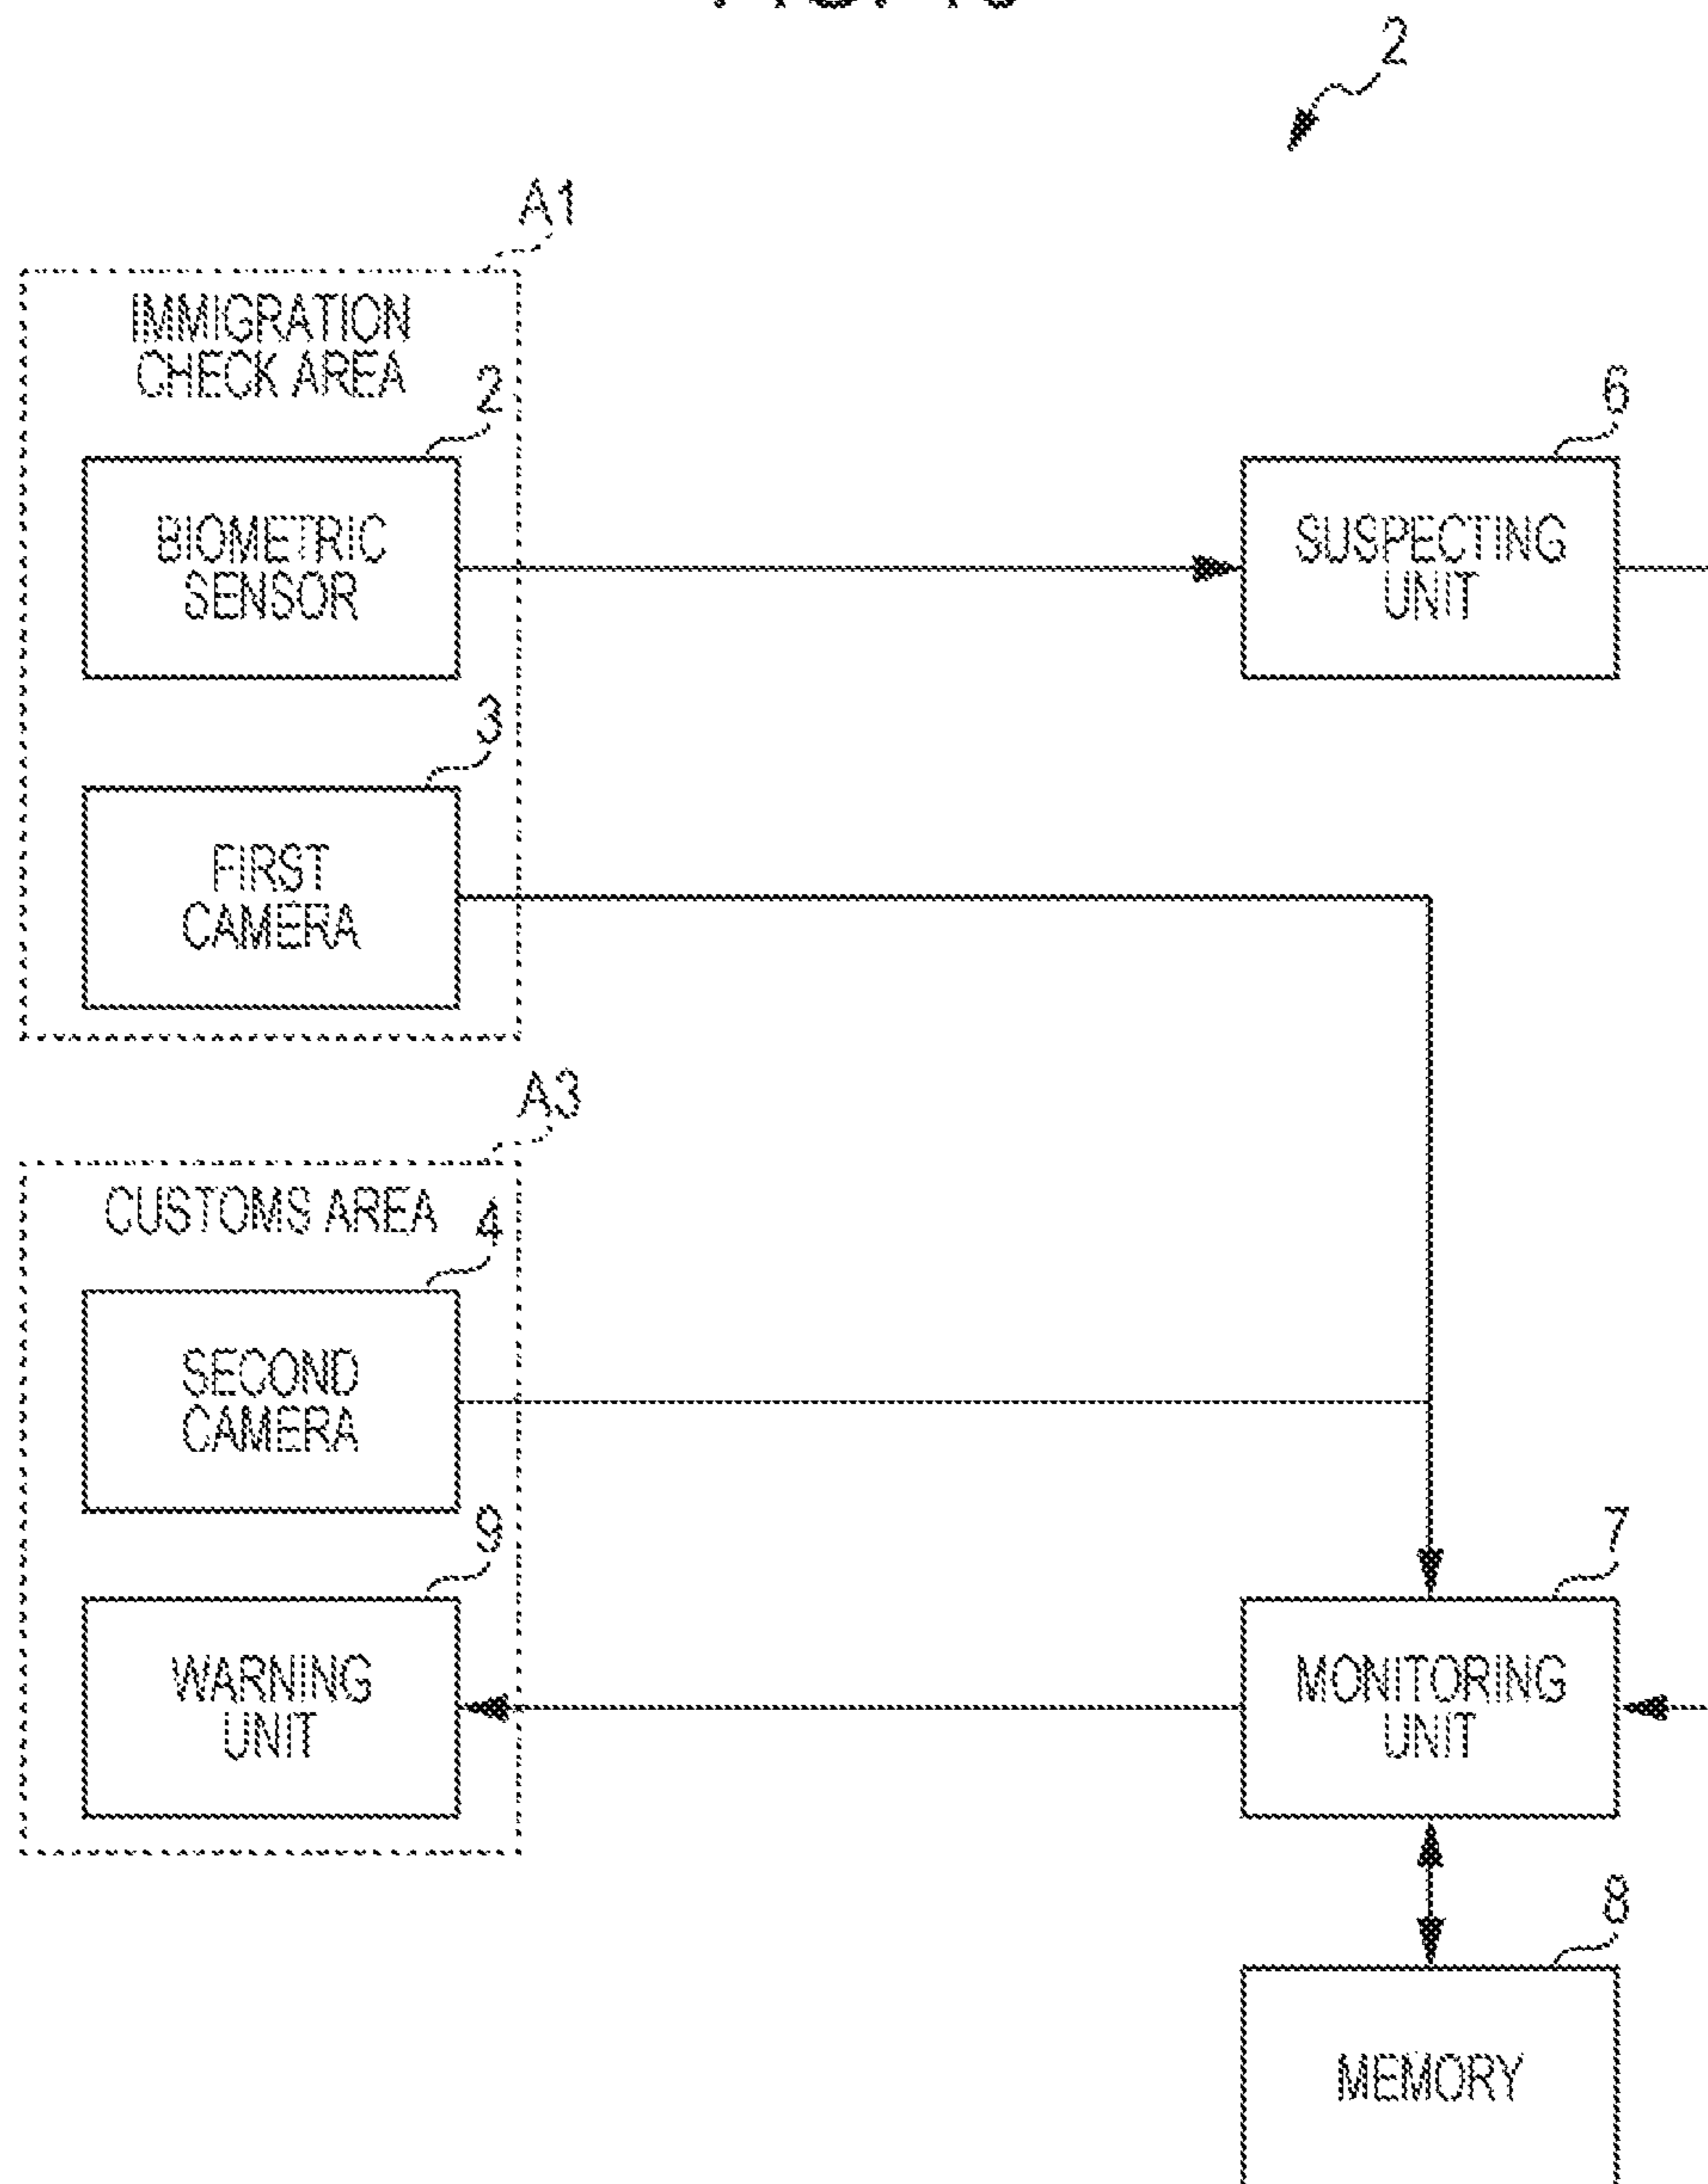 2
A1
IMMIGRATION
CHECK AREA
2
BIOMETRIC
SENSOR
6
SUSPECTING
UNIT
3
FIRST
CAMERA
A3
CUSTOMS AREA
4
SECOND
CAMERA
9
WARNING
UNIT
7
MONITORING
UNIT
8
MEMORY